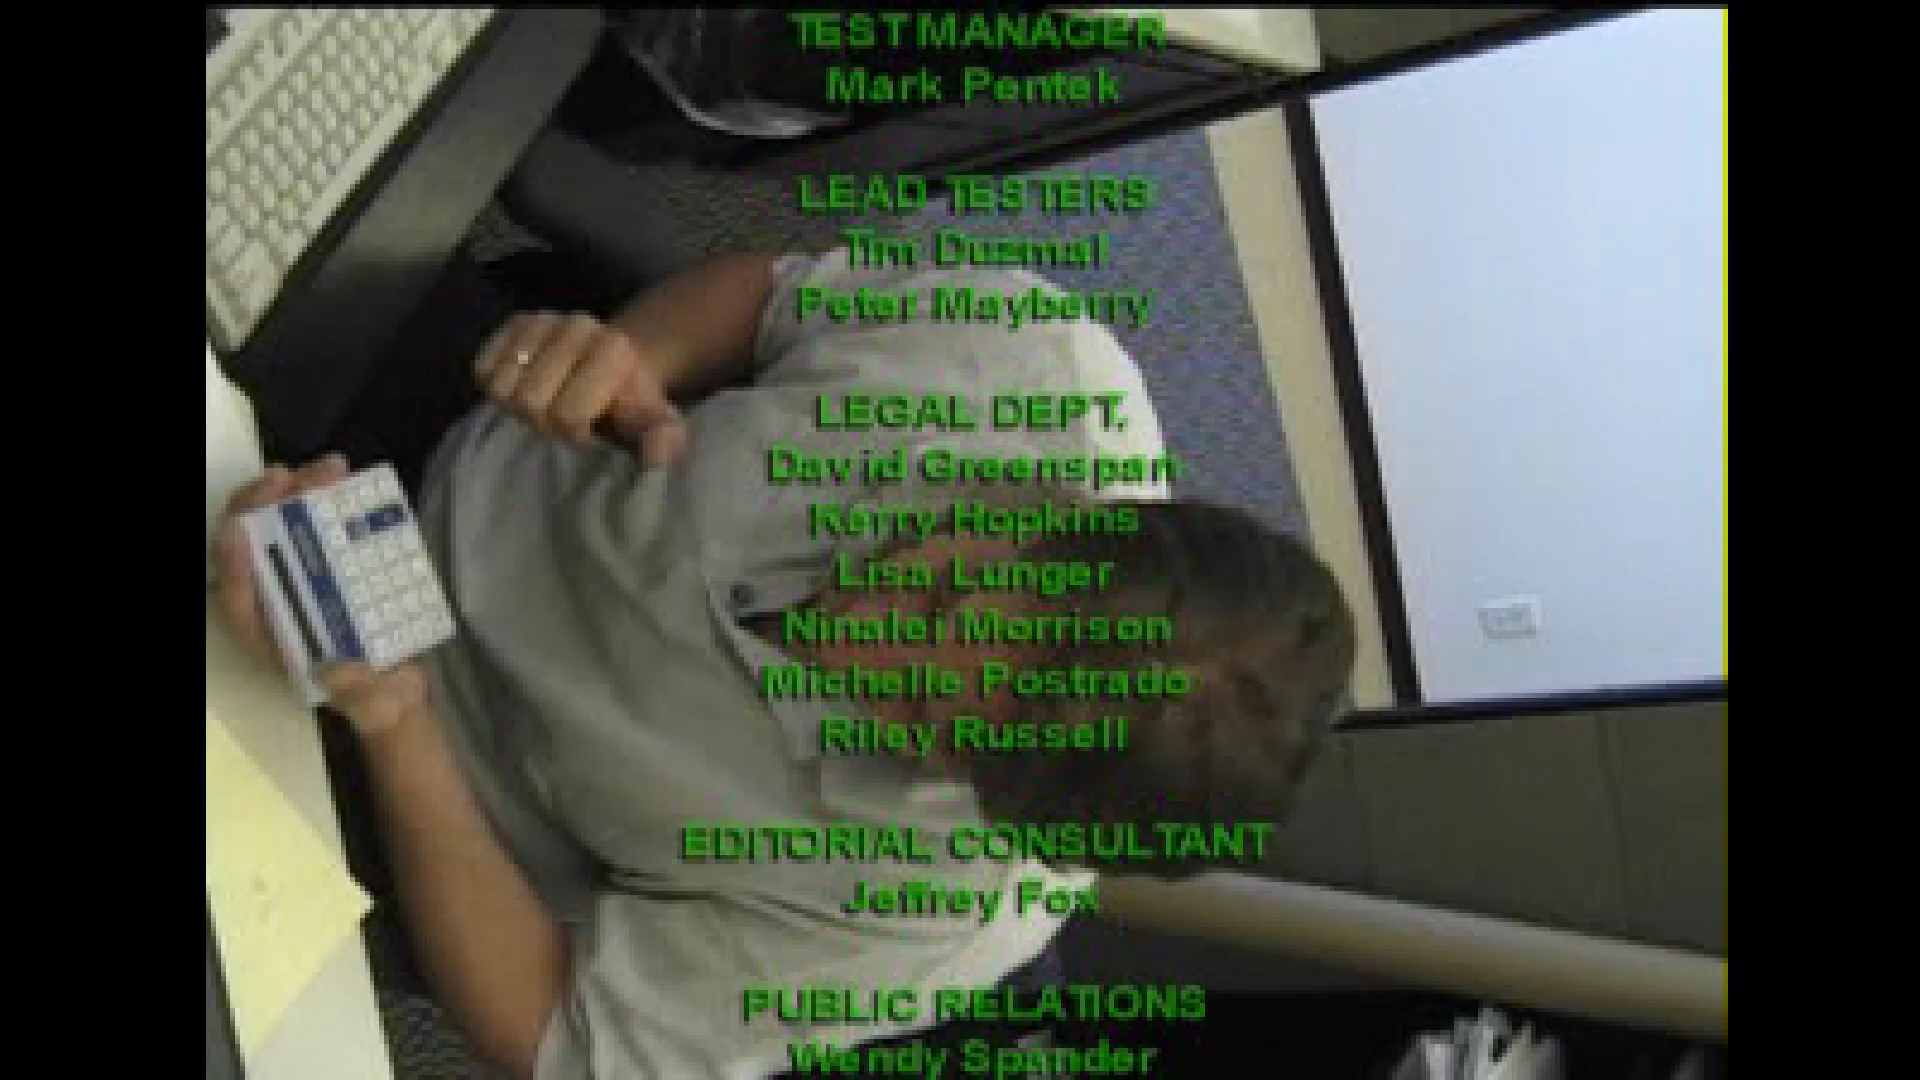 TEST MANAGER
Mark Pentek
LEAD TESTERS
Tim Dusmal
Peter Mayberry
LEGAL DEPT.
David Greenspan
Kerry Hopkins
Lisa Lunger
Ninalei Morrison
Michelle Postrado
Riley Russell
EDITORIAL CONSULTANT
Jeffrey Fox
PUBLIC RELATIONS
Wendy Spander